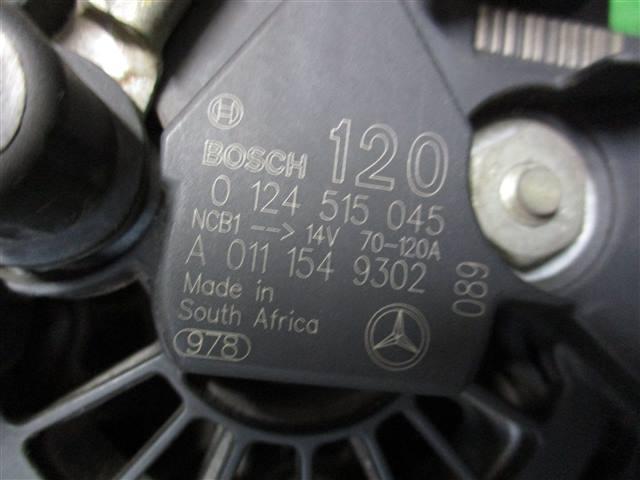 BOSCH 120
0 124 515 045
NCB1 --> 14V 70-120A
A 011 154 9302
Made in
South Africa
978
089